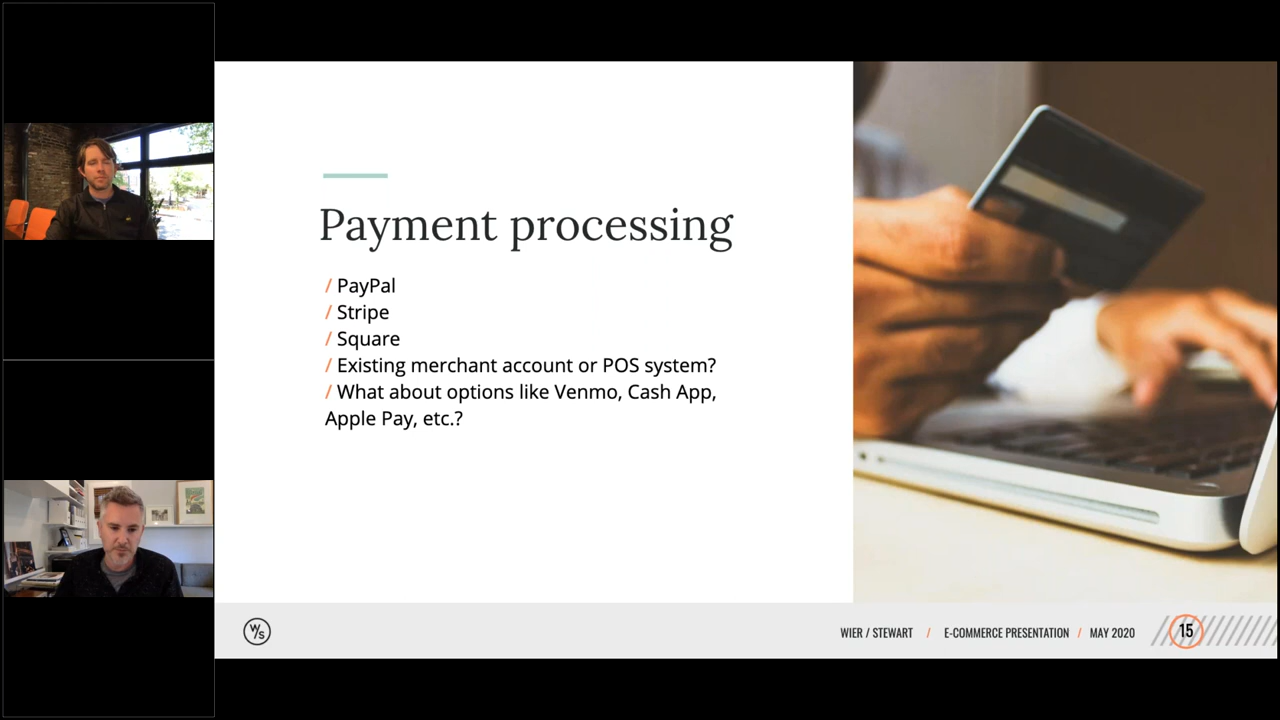 Payment processing
/ PayPal
/ Stripe
/ Square
/ Existing merchant account or POS system?
/ What about options like Venmo, Cash App,
Apple Pay, etc.?
W/S
WIER / STEWART / E-COMMERCE PRESENTATION / MAY 2020 15